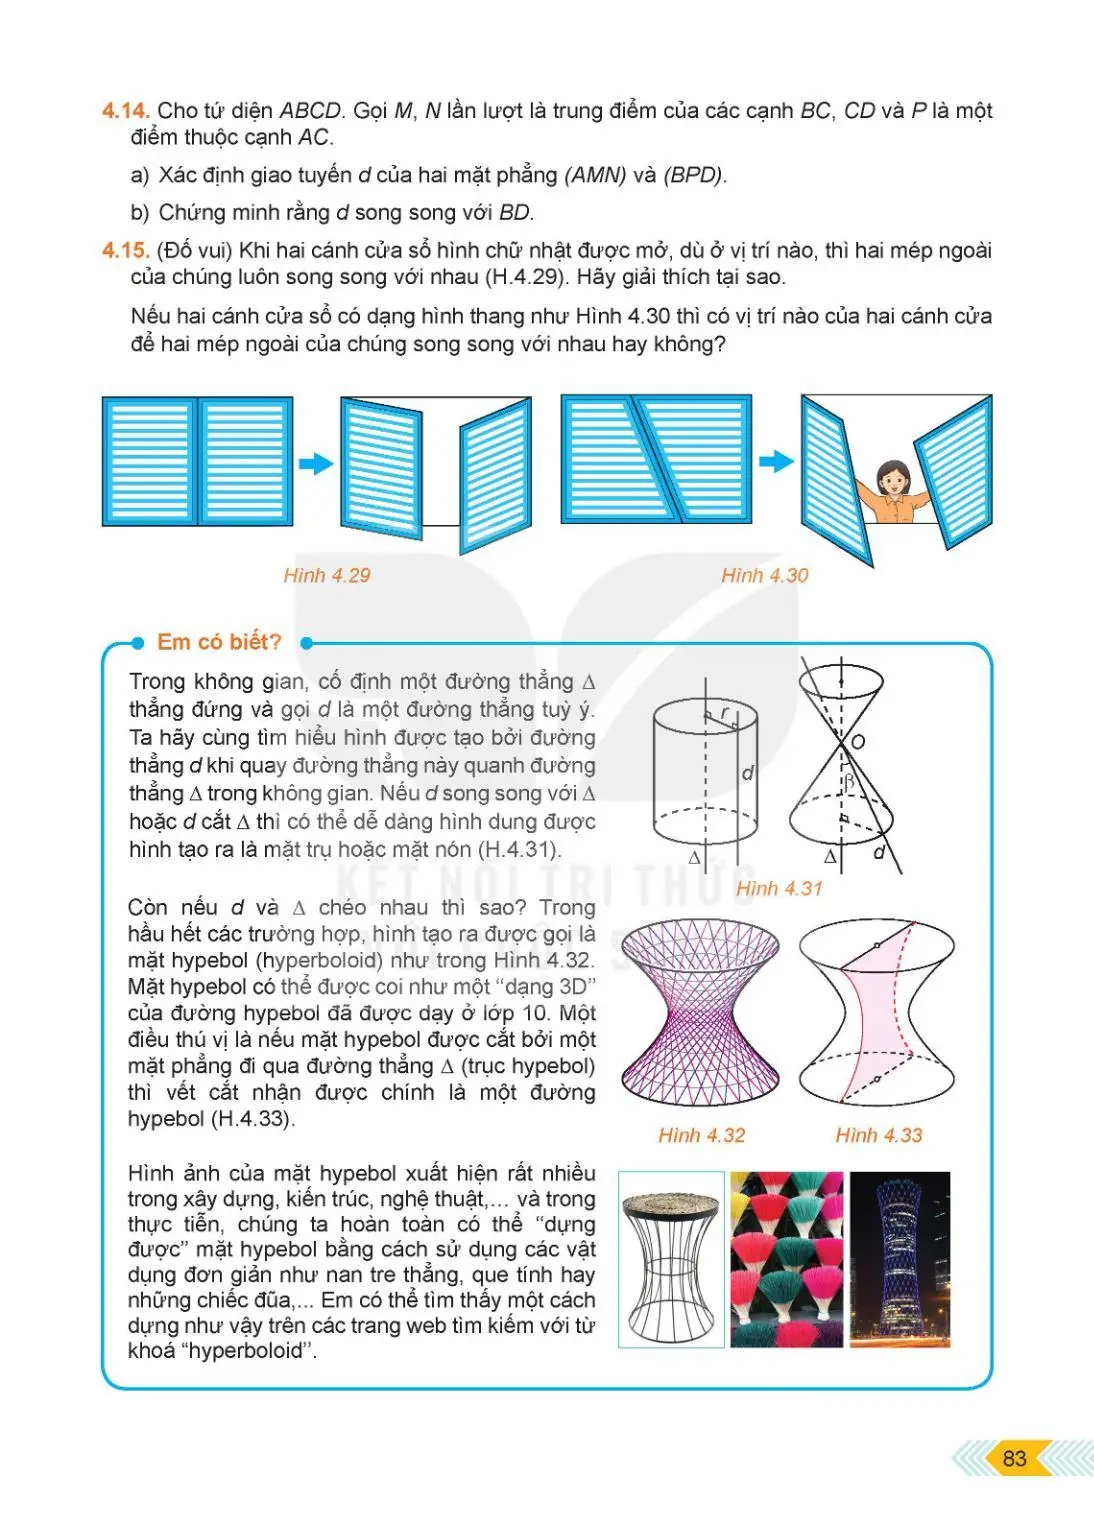 4.14. Cho tứ diện ABCD. Gọi M, N lần lượt là trung điểm của các cạnh BC, CD và P là một
điểm thuộc cạnh AC.
a) Xác định giao tuyến d của hai mặt phẳng (AMN) và (BPD).
b) Chứng minh rằng d song song với BD.
4.15. (Đố vui) Khi hai cánh cửa sổ hình chữ nhật được mở, dù ở vị trí nào, thì hai mép ngoài
của chúng luôn song song với nhau (H.4.29). Hãy giải thích tại sao.
Nếu hai cánh cửa sổ có dạng hình thang như Hình 4.30 thì có vị trí nào của hai cánh cửa
để hai mép ngoài của chúng song song với nhau hay không?
Hình 4.29
Hình 4.30
Em có biết?
Trong không gian, cố định một đường thẳng Δ
thẳng đứng và gọi d là một đường thẳng tuỳ ý.
Ta hãy cùng tìm hiểu hình được tạo bởi đường
thẳng d khi quay đường thẳng này quanh đường
thẳng Δ trong không gian. Nếu d song song với Δ
hoặc d cắt Δ thì có thể dễ dàng hình dung được
hình tạo ra là mặt trụ hoặc mặt nón (H.4.31).
r
d
Δ
O
β
Δ
d
Hình 4.31
Còn nếu d và Δ chéo nhau thì sao? Trong
hầu hết các trường hợp, hình tạo ra được gọi là
mặt hypebol (hyperboloid) như trong Hình 4.32.
Mặt hypebol có thể được coi như một “dạng 3D”
của đường hypebol đã được dạy ở lớp 10. Một
điều thú vị là nếu mặt hypebol được cắt bởi một
mặt phẳng đi qua đường thẳng Δ (trục hypebol)
thì vết cắt nhận được chính là một đường
hypebol (H.4.33).
Hình 4.32
Hình 4.33
Hình ảnh của mặt hypebol xuất hiện rất nhiều
trong xây dựng, kiến trúc, nghệ thuật,... và trong
thực tiễn, chúng ta hoàn toàn có thể “dựng
được” mặt hypebol bằng cách sử dụng các vật
dụng đơn giản như nan tre thẳng, que tính hay
những chiếc đũa,... Em có thể tìm thấy một cách
dựng như vậy trên các trang web tìm kiếm với từ
khoá “hyperboloid”.
KẾT NỐI TRI THỨC
83